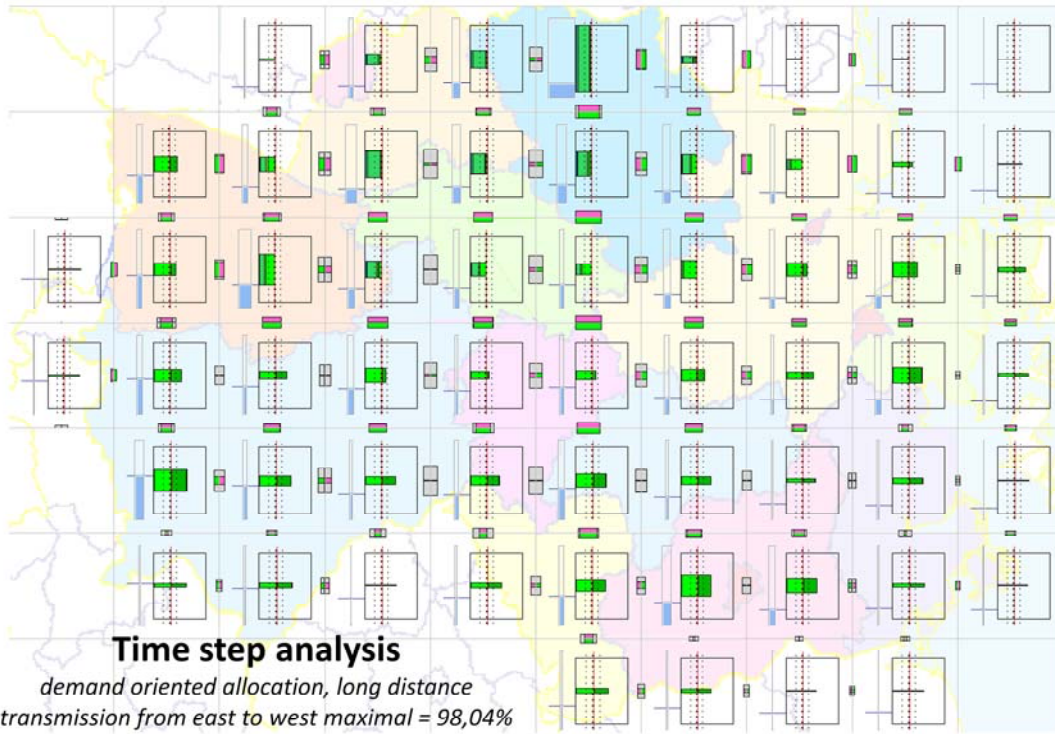 Time step analysis
demand oriented allocation, long distance
transmission from east to west maximal = 98,04%